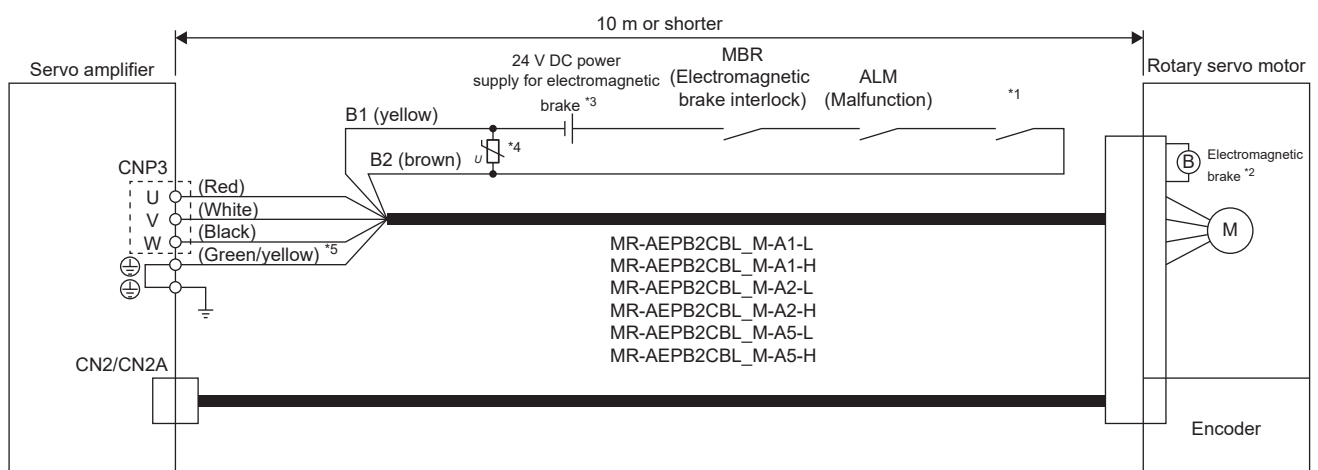 10 m or shorter
Servo amplifier
24 V DC power
supply for electromagnetic
brake *3
MBR
(Electromagnetic
brake interlock)
ALM
(Malfunction)
*1
Rotary servo motor
B1 (yellow)
*4
U
B2 (brown)
CNP3
U
(Red)
V
(White)
W
(Black)
(Green/yellow) *5
B
Electromagnetic
brake *2
M
MR-AEPB2CBL_M-A1-L
MR-AEPB2CBL_M-A1-H
MR-AEPB2CBL_M-A2-L
MR-AEPB2CBL_M-A2-H
MR-AEPB2CBL_M-A5-L
MR-AEPB2CBL_M-A5-H
CN2/CN2A
Encoder